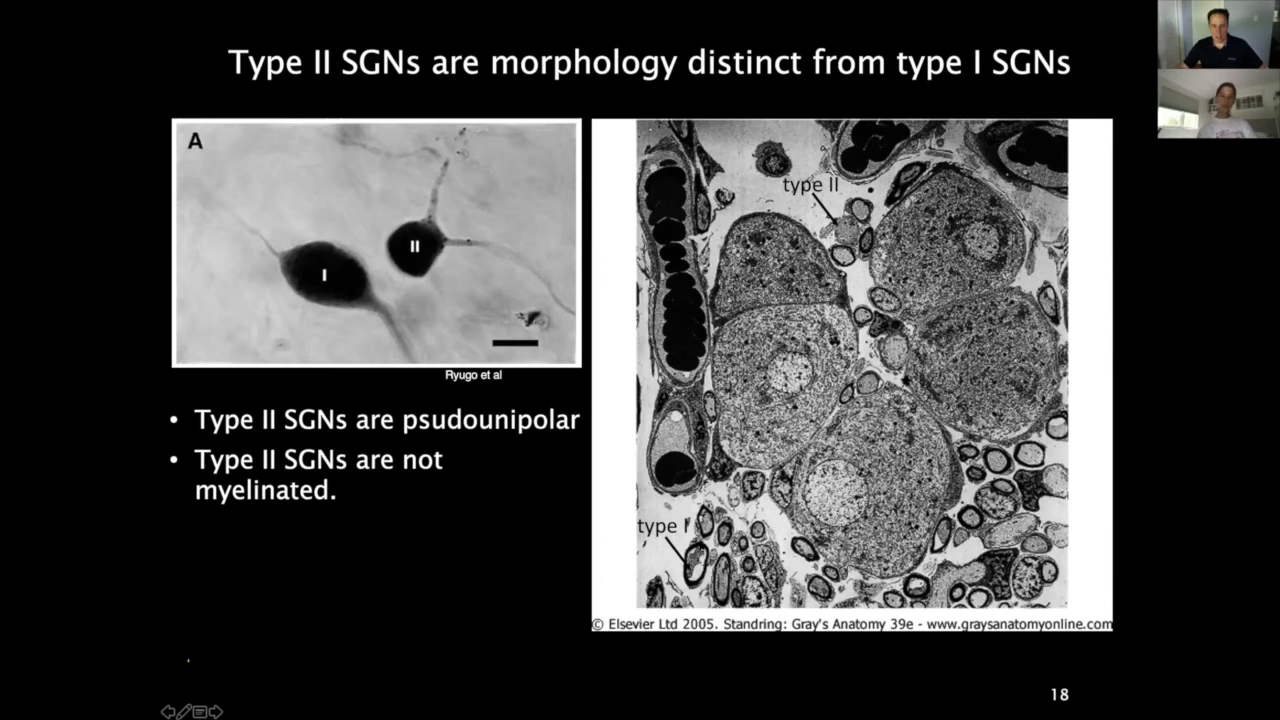 Type II SGNs are morphology distinct from type I SGNs
A
I
II
Ryugo et al
• Type II SGNs are psudounipolar
• Type II SGNs are not
myelinated.
type II
type I
© Elsevier Ltd 2005. Standring: Gray's Anatomy 39e - www.graysanatomyonline.com
18